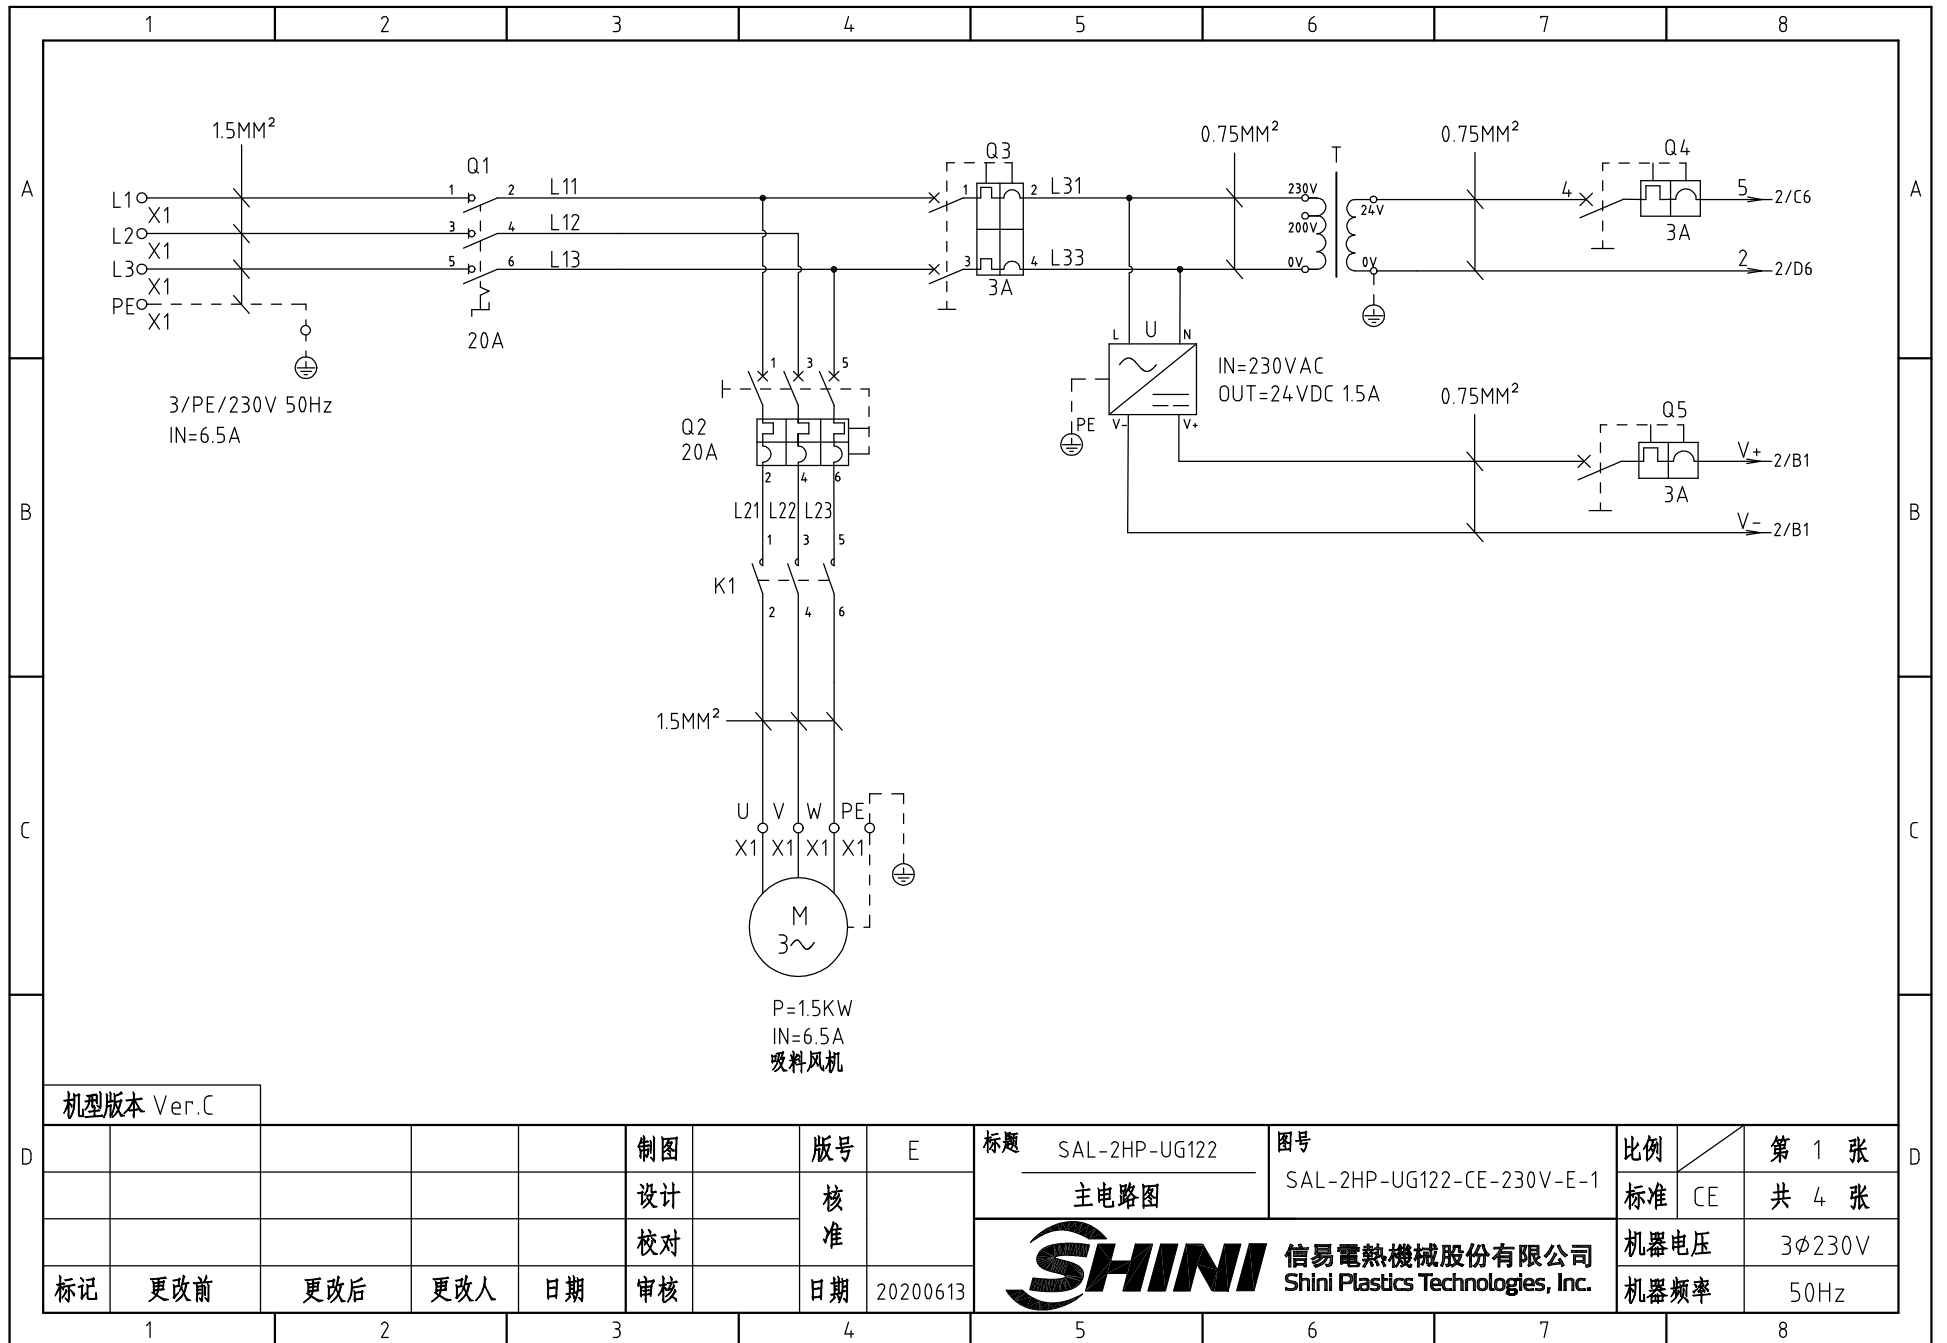 1 2 3 4 5 6 7 8
A A
B B
C C
D D
1.5MM²
L1 X1
L2 X1
L3 X1
PE X1
3/PE/230V 50Hz
IN=6.5A
Q1
1 2 L11
3 4 L12
5 6 L13
20A
Q3
1 2 L31
3 4 L33
3A
0.75MM²
T
230V
200V
0V
24V
0V
0.75MM²
Q4
4 5 2/C6
3A
2 2/D6
L U N
IN=230VAC
OUT=24VDC 1.5A
PE V- V+
0.75MM²
Q5
V+ 2/B1
3A
V- 2/B1
1 3 5
Q2
20A
2 4 6
L21 L22 L23
1 3 5
K1
2 4 6
1.5MM²
U V W PE
X1 X1 X1 X1
M
3~
P=1.5KW
IN=6.5A
吸料风机
机型版本 Ver.C
制图 版号 E
设计 核准
校对
标记 更改前 更改后 更改人 日期 审核 日期 20200613
标题 SAL-2HP-UG122
主电路图
图号
SAL-2HP-UG122-CE-230V-E-1
比例 第 1 张
标准 CE 共 4 张
机器电压 3Φ230V
机器频率 50Hz
SHINI
信易電熱機械股份有限公司
Shini Plastics Technologies, Inc.
1 2 3 4 5 6 7 8